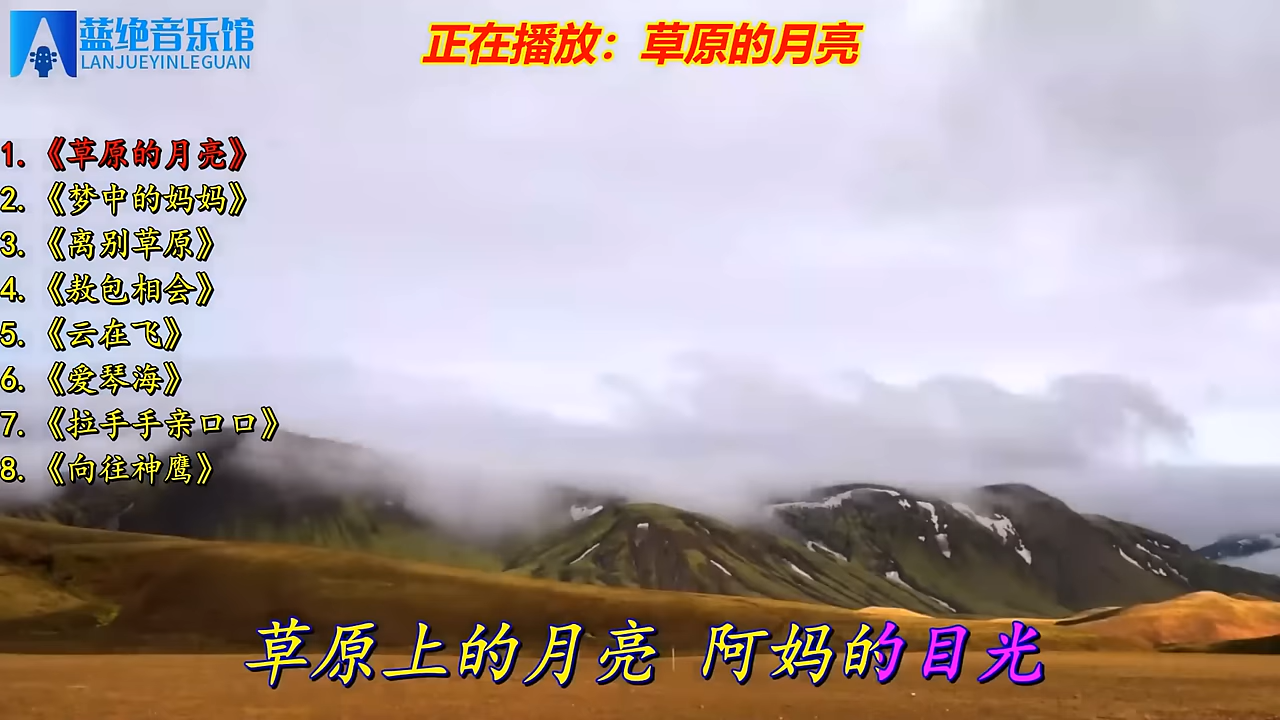 蓝绝音乐馆
LANJUEYINLEGUAN
正在播放：草原的月亮
1.《草原的月亮》
2.《梦中的妈妈》
3.《离别草原》
4.《敖包相会》
5.《云在飞》
6.《爱琴海》
7.《拉手手亲口口》
8.《向往神鹰》
草原上的月亮 阿妈的目光